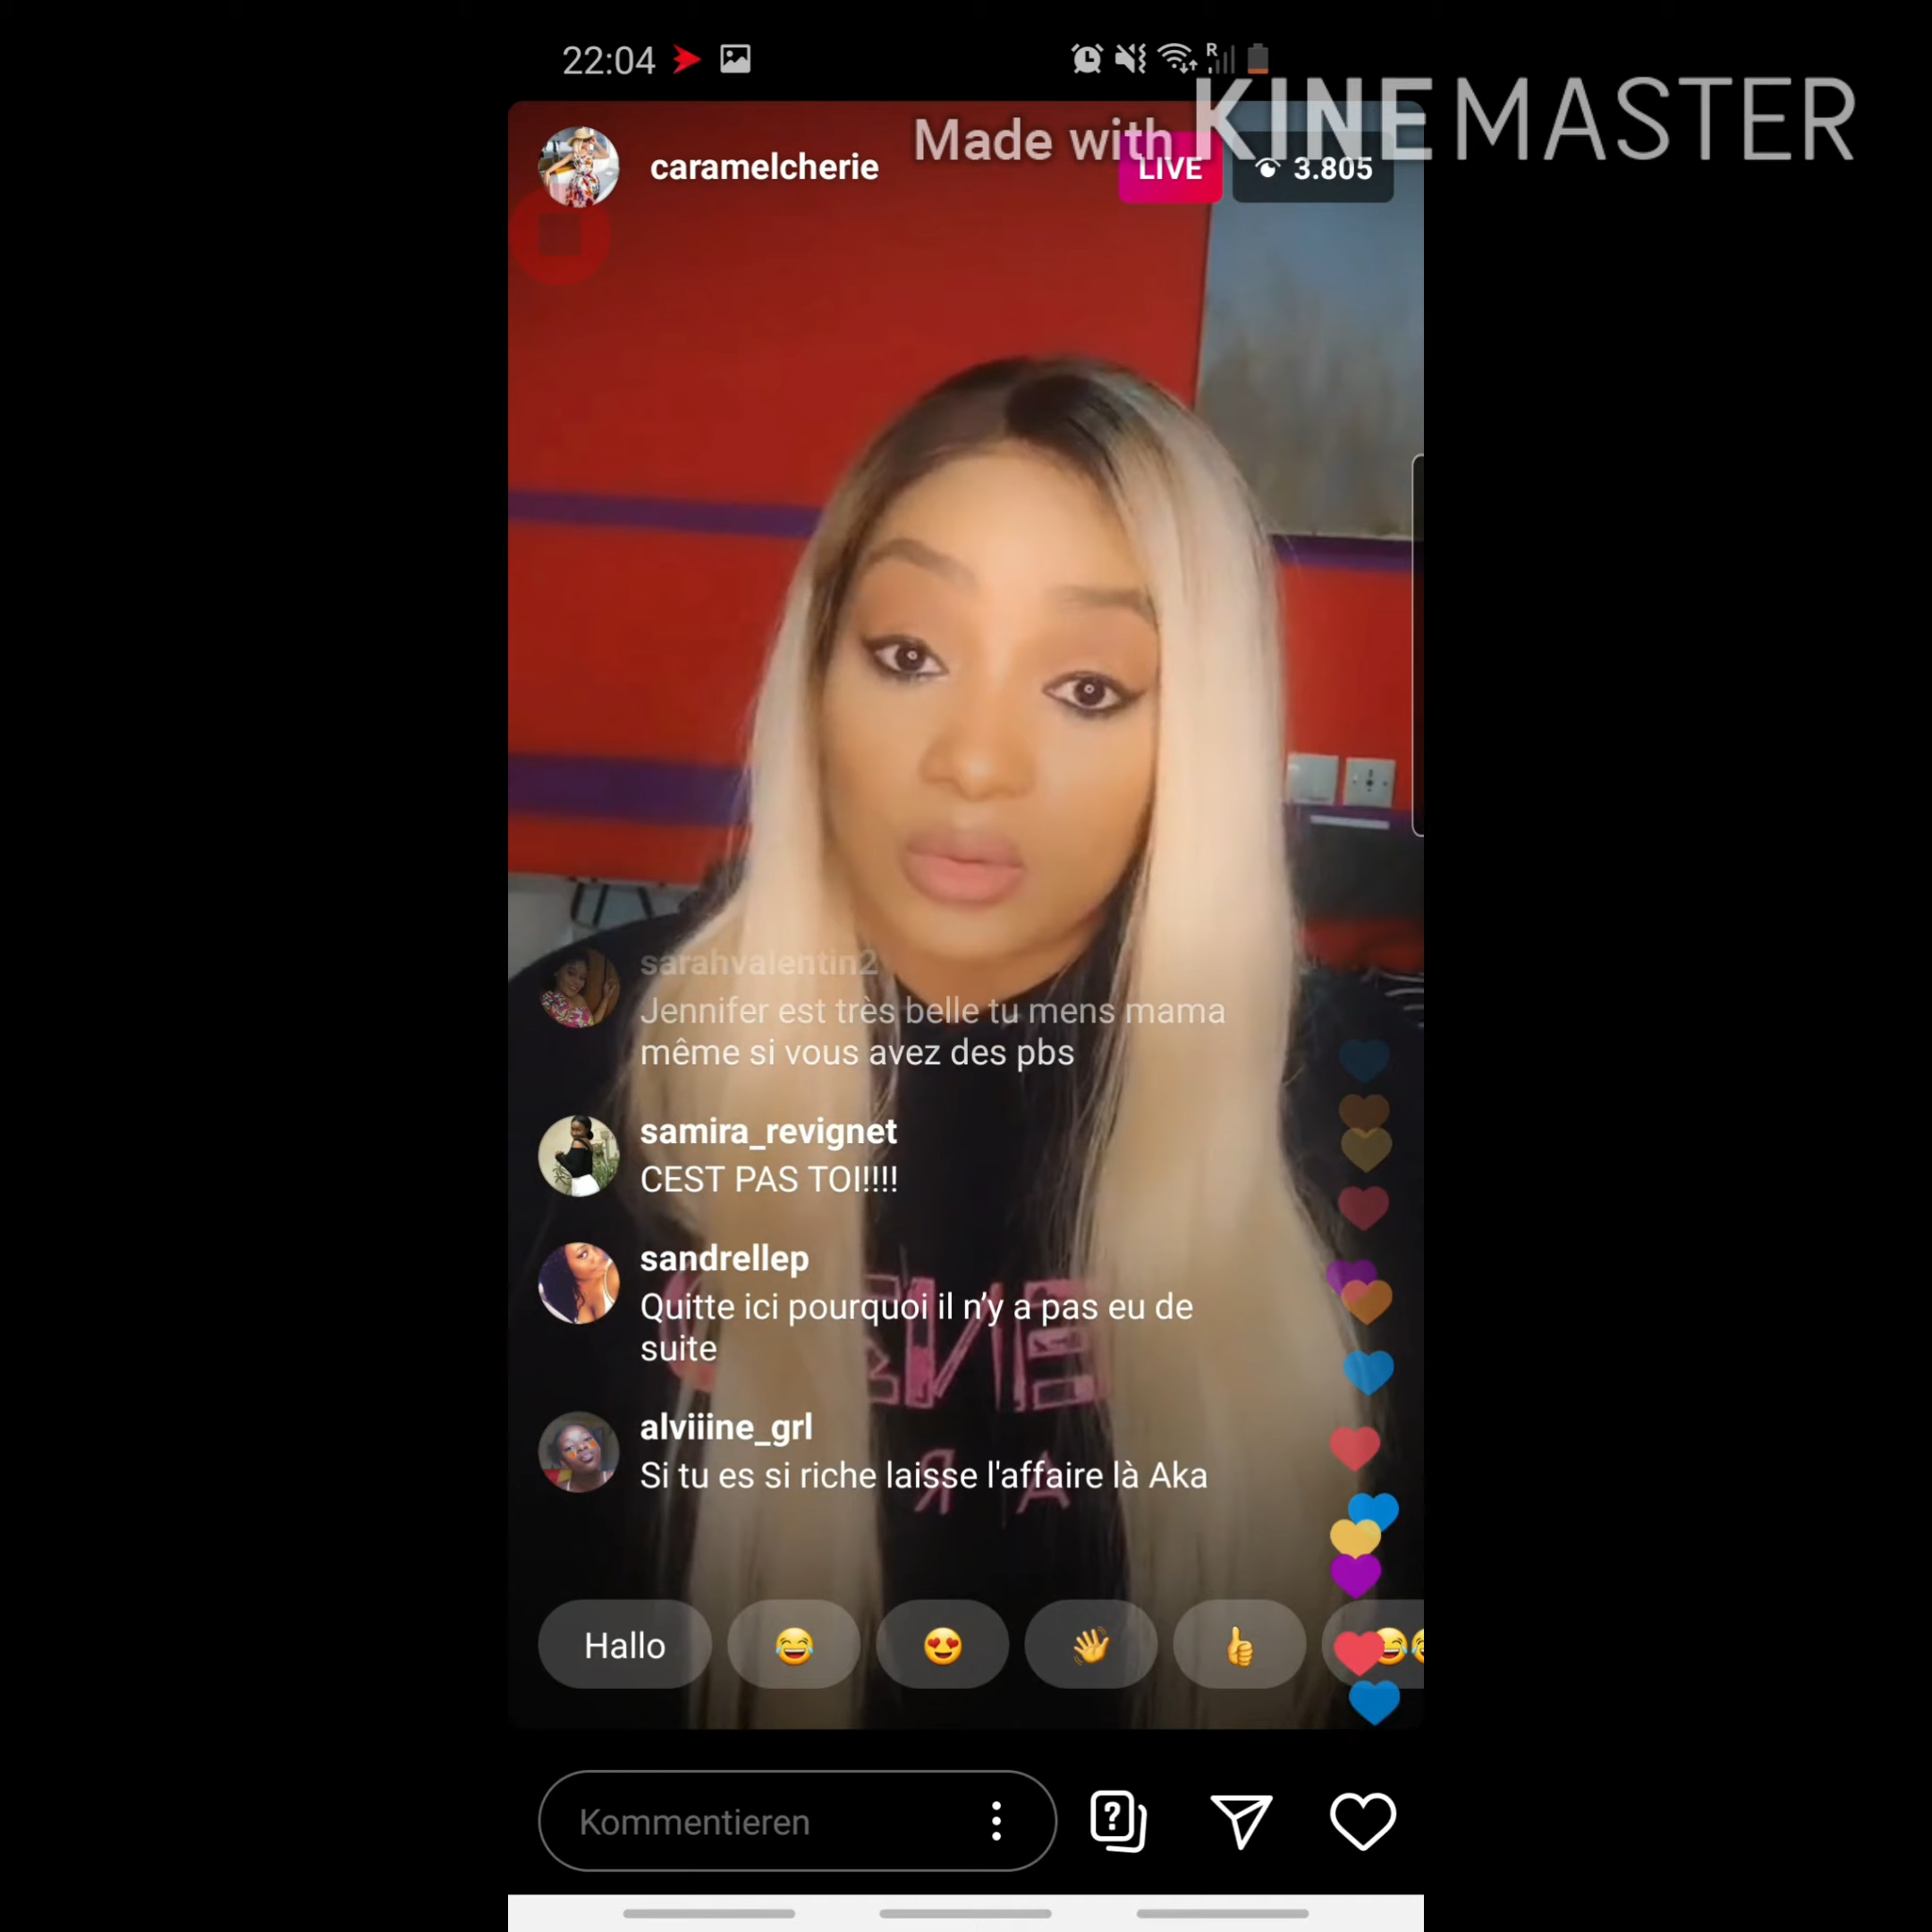 22:04
Made with KINEMASTER
caramelcherie
LIVE
3.805
sarahvalentin2
Jennifer est très belle tu mens mama
même si vous avez des pbs
samira_revignet
CEST PAS TOI!!!!
sandrellep
Quitte ici pourquoi il n’y a pas eu de
suite
alviiine_grl
Si tu es si riche laisse l'affaire là Aka
Hallo
Kommentieren